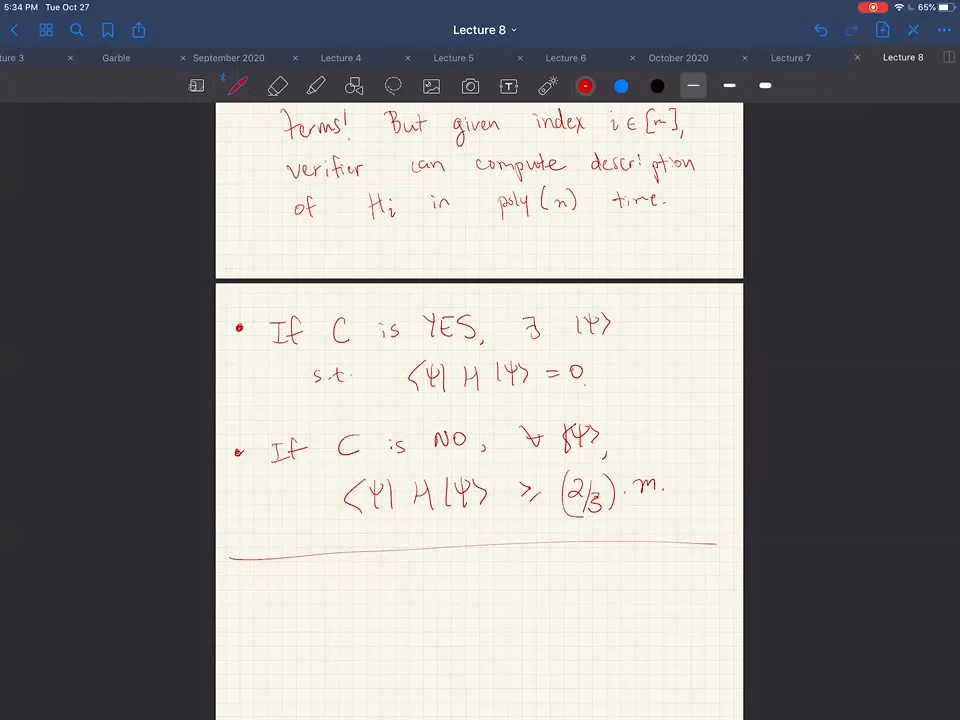 5:34 PM Tue Oct 27
65%
Lecture 8
ture 3
Garble
September 2020
Lecture 4
Lecture 5
Lecture 6
October 2020
Lecture 7
Lecture 8
terms! But given index i ∈ [m],
verifier can compute description
of Hi in poly(n) time.
• If C is YES, ∃ |Ψ⟩
s.t. ⟨Ψ| H |Ψ⟩ = 0.
• If C is NO, ∀ |Ψ⟩,
⟨Ψ| H |Ψ⟩ ≥ (2/3) · m.